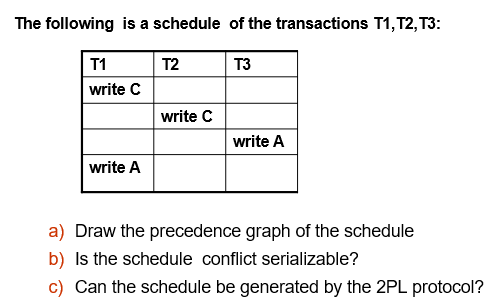 The following is a schedule of the transactions T1,T2,T3:
T1 T2 T3
write C
write C
write A
write A
a) Draw the precedence graph of the schedule
b) Is the schedule conflict serializable?
c) Can the schedule be generated by the 2PL protocol?